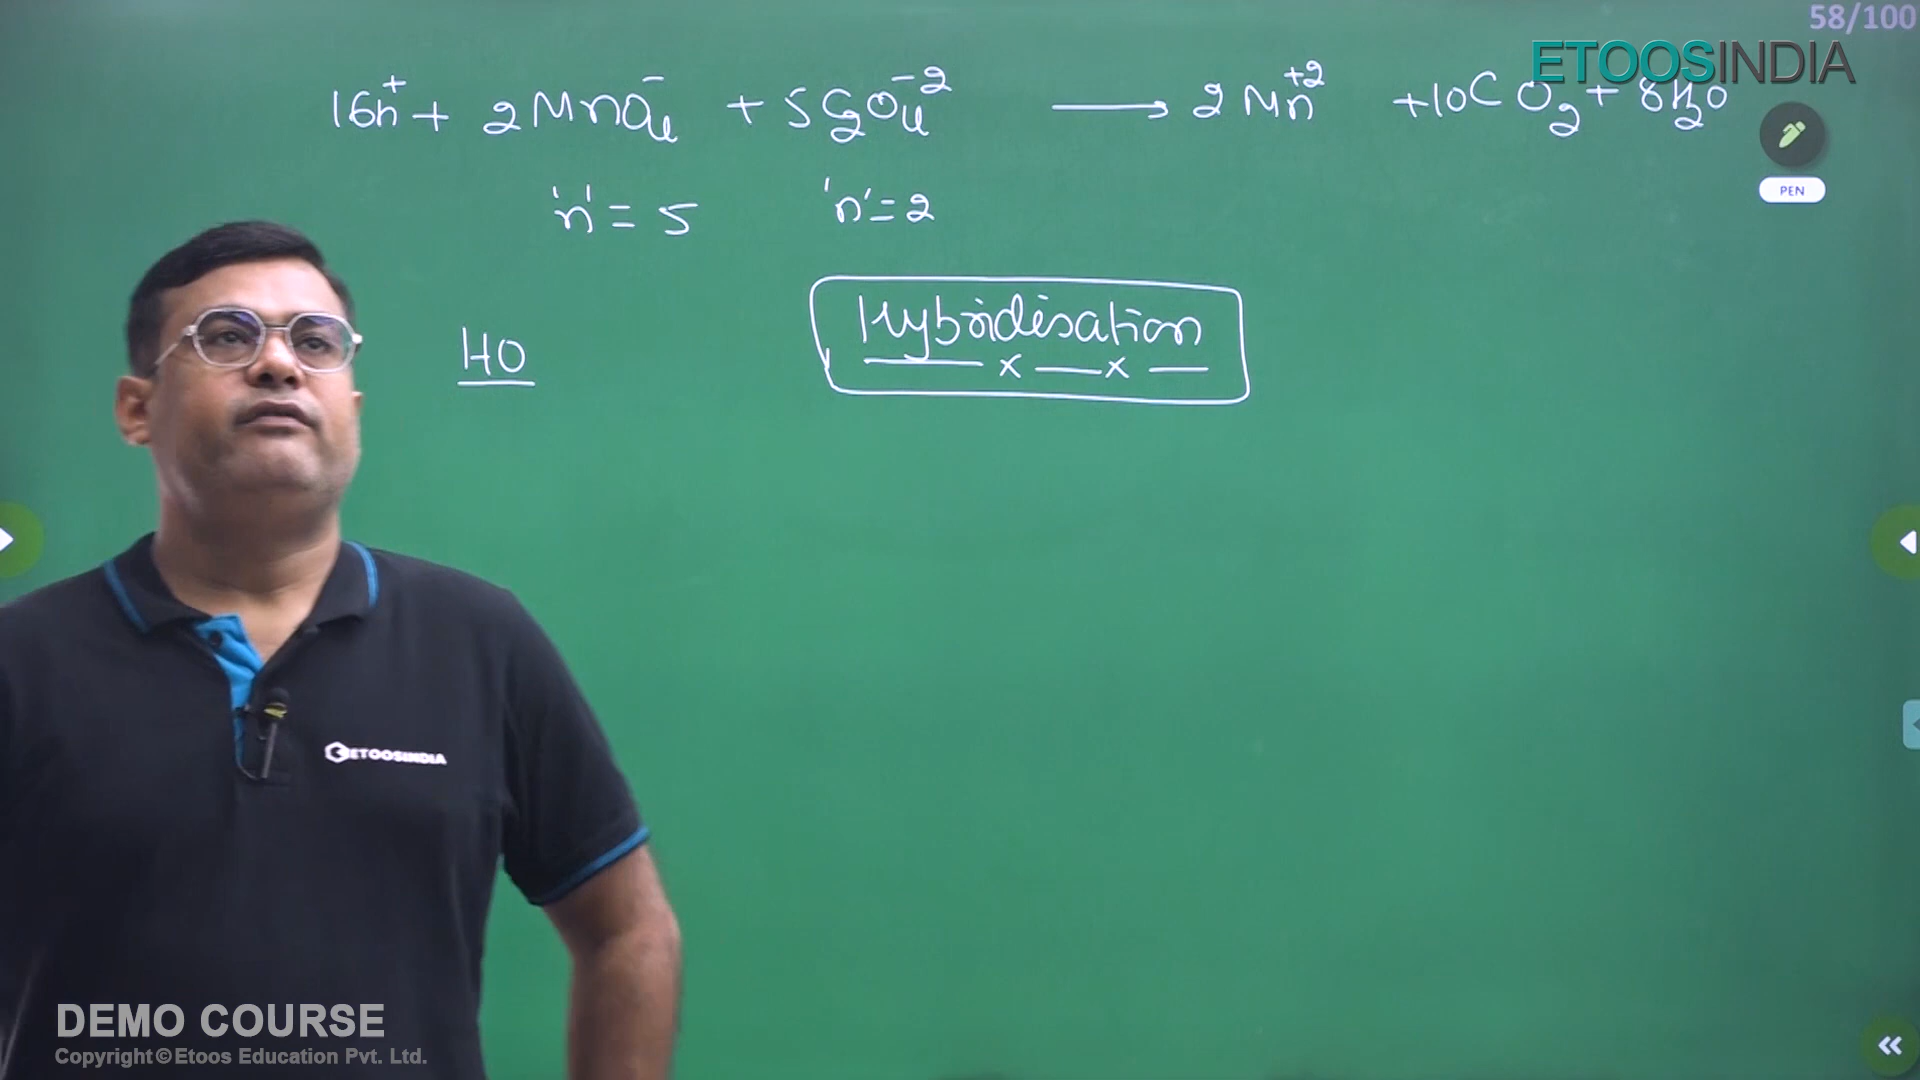 58/100
ETOOSINDIA
16H⁺ + 2MnO₄⁻ + 5C₂O₄⁻² ⟶ 2Mn⁺² + 10CO₂ + 8H₂O
PEN
'n' = 5 'n' = 2
Hybridisation
HO
ETOOSINDIA
DEMO COURSE
Copyright©Etoos Education Pvt. Ltd.